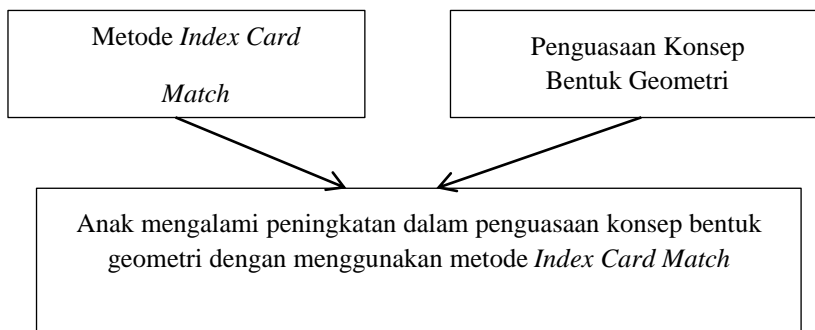 Metode Index Card
Match
Penguasaan Konsep
Bentuk Geometri
Anak mengalami peningkatan dalam penguasaan konsep bentuk
geometri dengan menggunakan metode Index Card Match